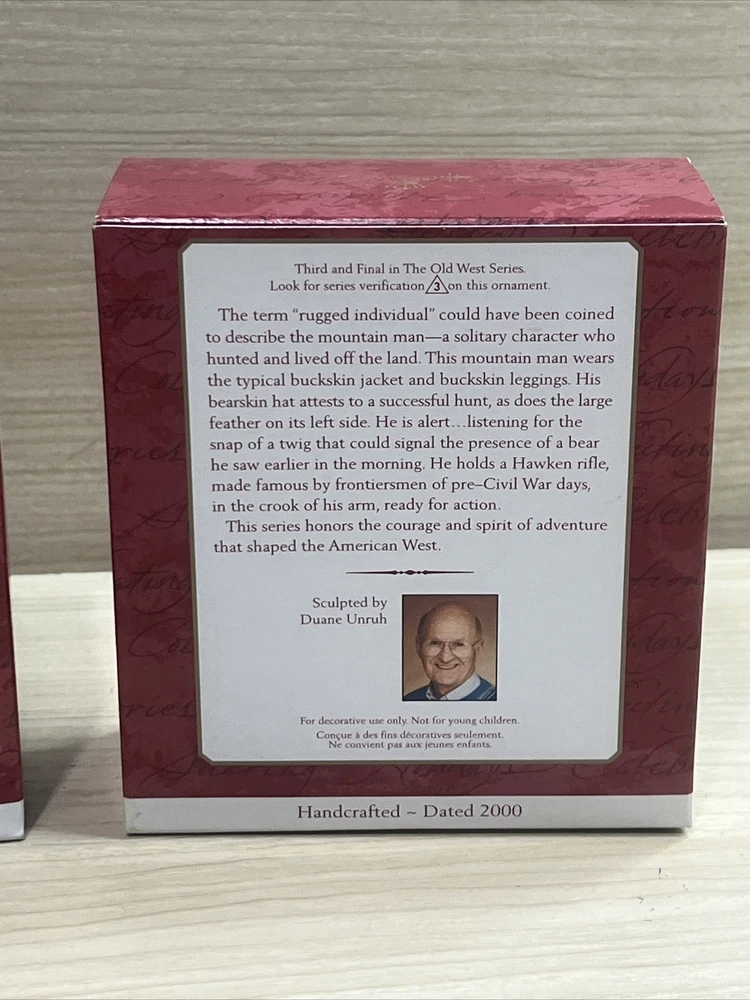 Third and Final in The Old West Series.
Look for series verification 3 on this ornament.
The term “rugged individual” could have been coined
to describe the mountain man—a solitary character who
hunted and lived off the land. This mountain man wears
the typical buckskin jacket and buckskin leggings. His
bearskin hat attests to a successful hunt, as does the large
feather on its left side. He is alert…listening for the
snap of a twig that could signal the presence of a bear
he saw earlier in the morning. He holds a Hawken rifle,
made famous by frontiersmen of pre–Civil War days,
in the crook of his arm, ready for action.
This series honors the courage and spirit of adventure
that shaped the American West.
Sculpted by
Duane Unruh
For decorative use only. Not for young children.
Conçue à des fins décoratives seulement.
Ne convient pas aux jeunes enfants.
Handcrafted ~ Dated 2000